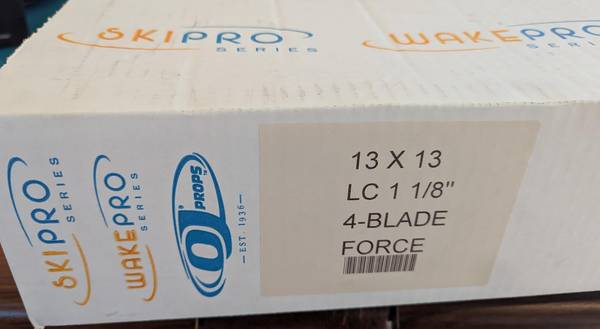 SKIPRO
SERIES
WAKEPRO
SERIES
SKIPRO
SERIES
WAKEPRO
SERIES
OJ PROPS™
—EST. 1936—
13 X 13
LC 1 1/8"
4-BLADE
FORCE